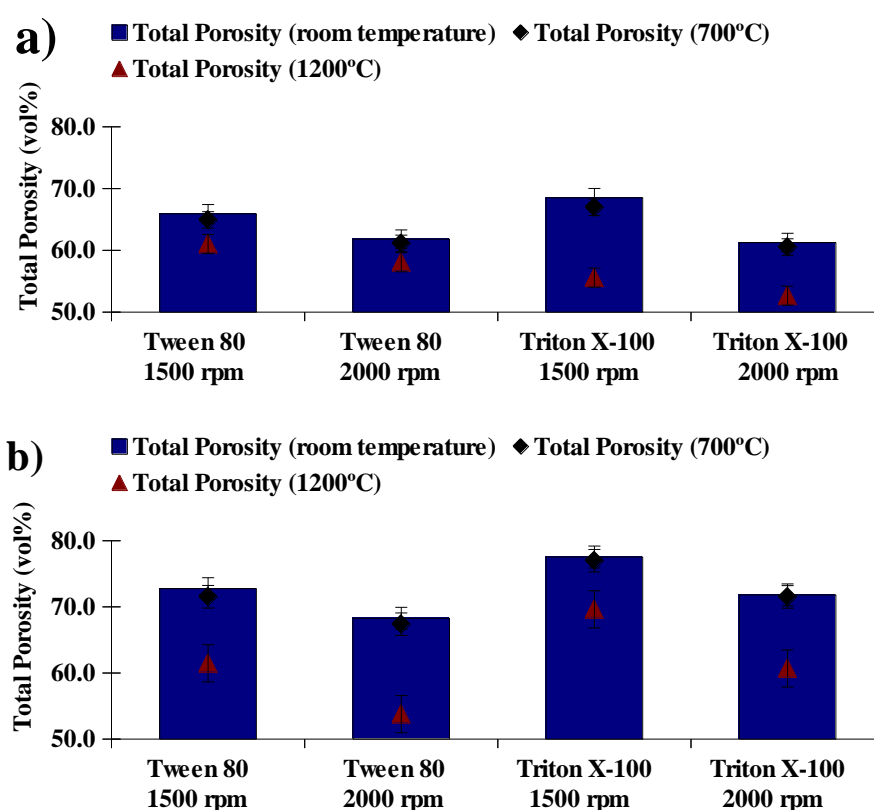 a)
Total Porosity (room temperature) Total Porosity (700ºC)
Total Porosity (1200ºC)
Total Porosity (vol%)
80.0
70.0
60.0
50.0
Tween 80 Tween 80 Triton X-100 Triton X-100
1500 rpm 2000 rpm 1500 rpm 2000 rpm
b)
Total Porosity (room temperature) Total Porosity (700ºC)
Total Porosity (1200ºC)
Total Porosity (vol%)
80.0
70.0
60.0
50.0
Tween 80 Tween 80 Triton X-100 Triton X-100
1500 rpm 2000 rpm 1500 rpm 2000 rpm